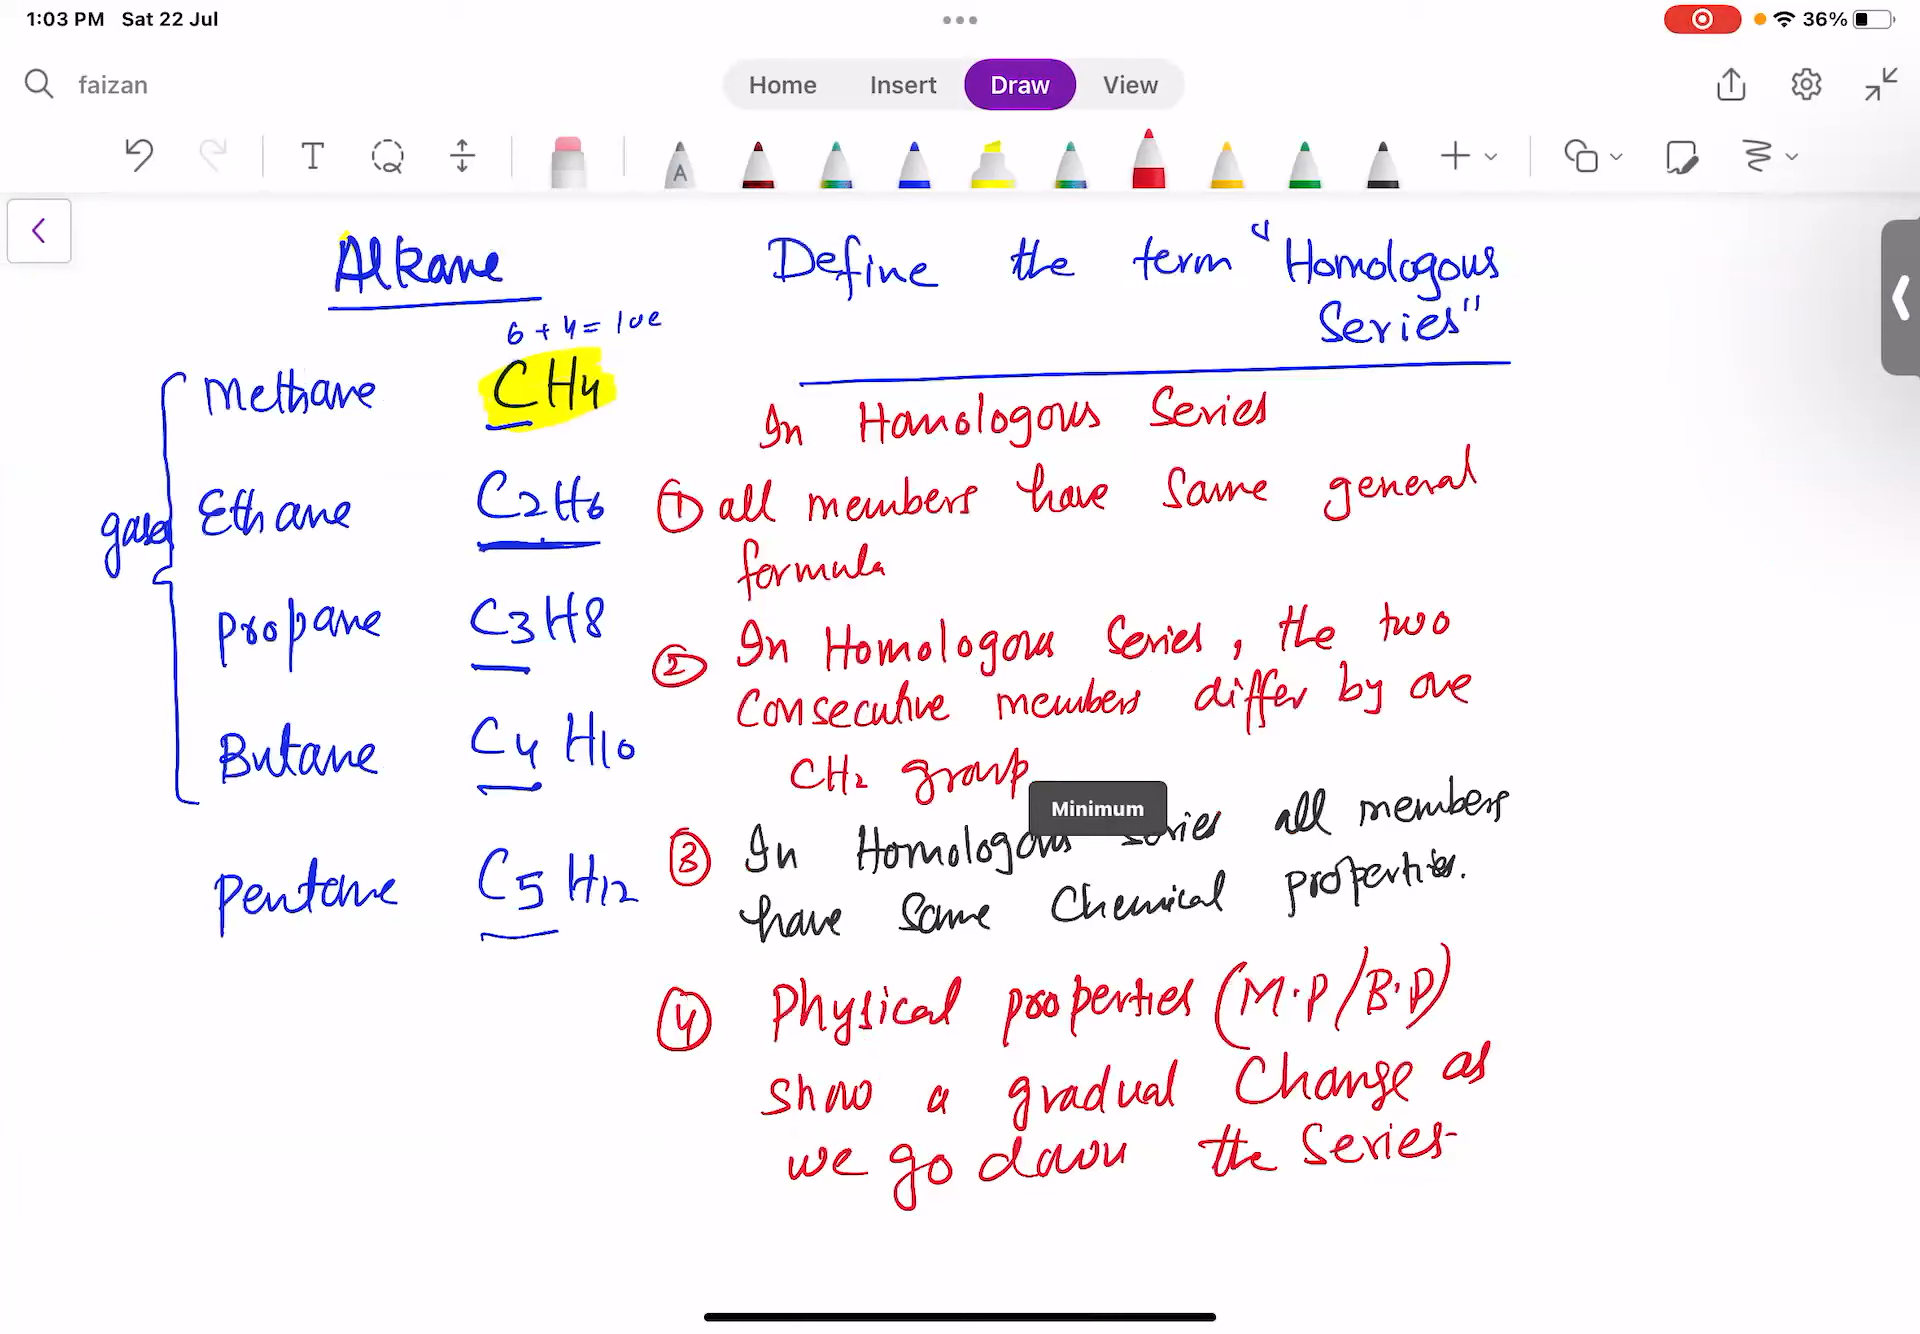 1:03 PM Sat 22 Jul
36%
faizan
Home Insert Draw View
T
A
Alkane
Define the term "Homologous
Series"
6 + 4 = 10e
Methane CH4
Ethane C2H6
gases
Propane C3H8
Butane C4H10
Pentane C5H12
In Homologous Series
① all members have same general
formula
② In Homologous Series, the two
Consecutive members differ by one
CH2 group
Minimum
③ In Homologous Series all members
have same Chemical properties.
④ Physical properties (M.P/B.P)
show a gradual Change as
we go down the Series.